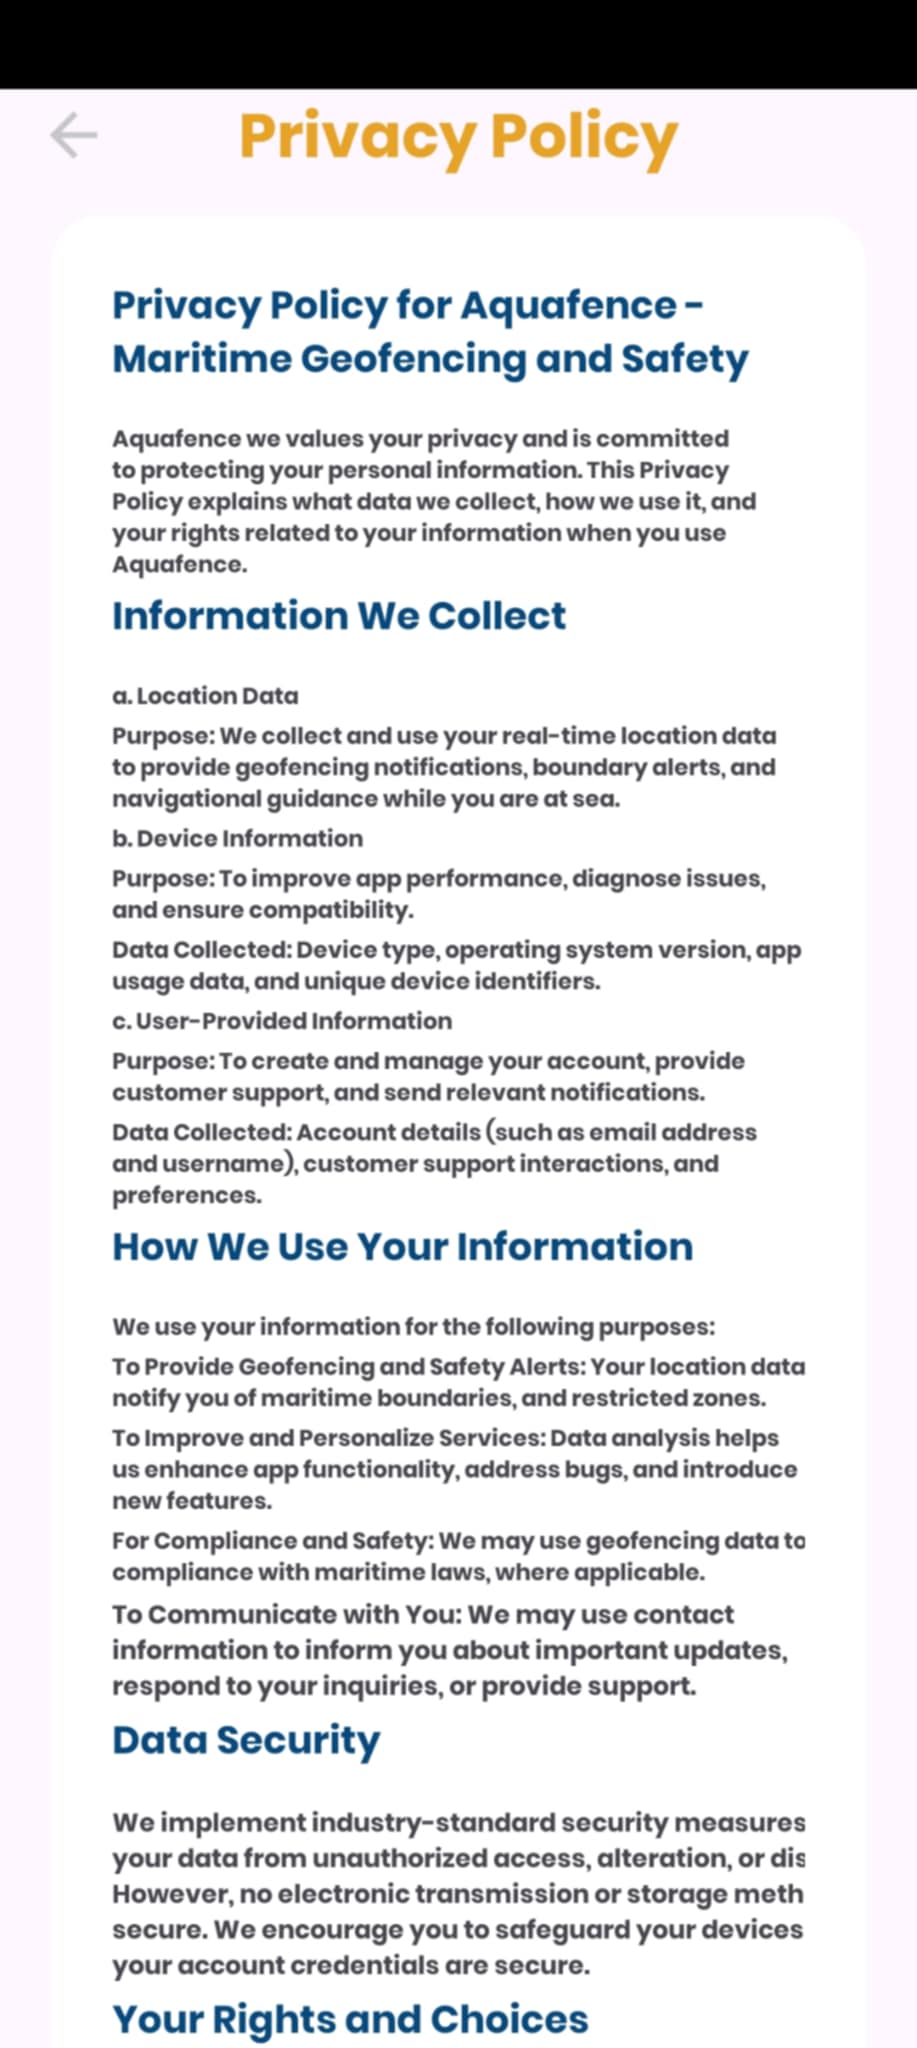 Privacy Policy
Privacy Policy for Aquafence -
Maritime Geofencing and Safety
Aquafence we values your privacy and is committed
to protecting your personal information. This Privacy
Policy explains what data we collect, how we use it, and
your rights related to your information when you use
Aquafence.
Information We Collect
a. Location Data
Purpose: We collect and use your real-time location data
to provide geofencing notifications, boundary alerts, and
navigational guidance while you are at sea.
b. Device Information
Purpose: To improve app performance, diagnose issues,
and ensure compatibility.
Data Collected: Device type, operating system version, app
usage data, and unique device identifiers.
c. User-Provided Information
Purpose: To create and manage your account, provide
customer support, and send relevant notifications.
Data Collected: Account details (such as email address
and username), customer support interactions, and
preferences.
How We Use Your Information
We use your information for the following purposes:
To Provide Geofencing and Safety Alerts: Your location data
notify you of maritime boundaries, and restricted zones.
To Improve and Personalize Services: Data analysis helps
us enhance app functionality, address bugs, and introduce
new features.
For Compliance and Safety: We may use geofencing data to
compliance with maritime laws, where applicable.
To Communicate with You: We may use contact
information to inform you about important updates,
respond to your inquiries, or provide support.
Data Security
We implement industry-standard security measures
your data from unauthorized access, alteration, or dis
However, no electronic transmission or storage meth
secure. We encourage you to safeguard your devices
your account credentials are secure.
Your Rights and Choices